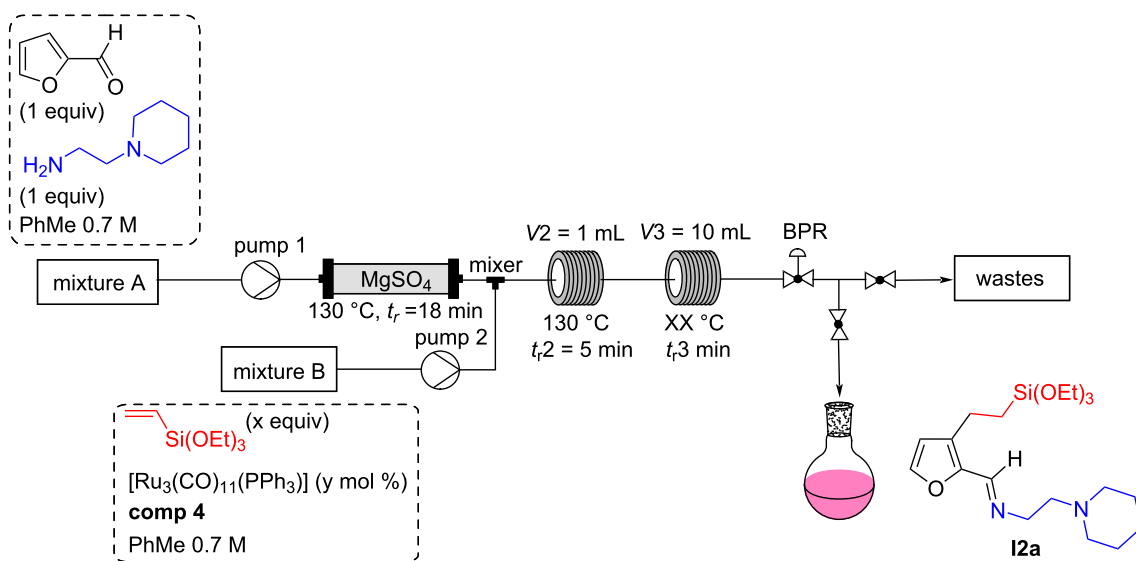 H
O
O
(1 equiv)
H₂N
N
(1 equiv)
PhMe 0.7 M
mixture A
pump 1
MgSO₄
130 °C, tᵣ =18 min
mixer
pump 2
mixture B
V2 = 1 mL
130 °C
tᵣ2 = 5 min
V3 = 10 mL
XX °C
tᵣ3 min
BPR
wastes
(x equiv)
Si(OEt)₃
[Ru₃(CO)₁₁(PPh₃)] (y mol %)
comp 4
PhMe 0.7 M
Si(OEt)₃
H
O
N
N
I2a